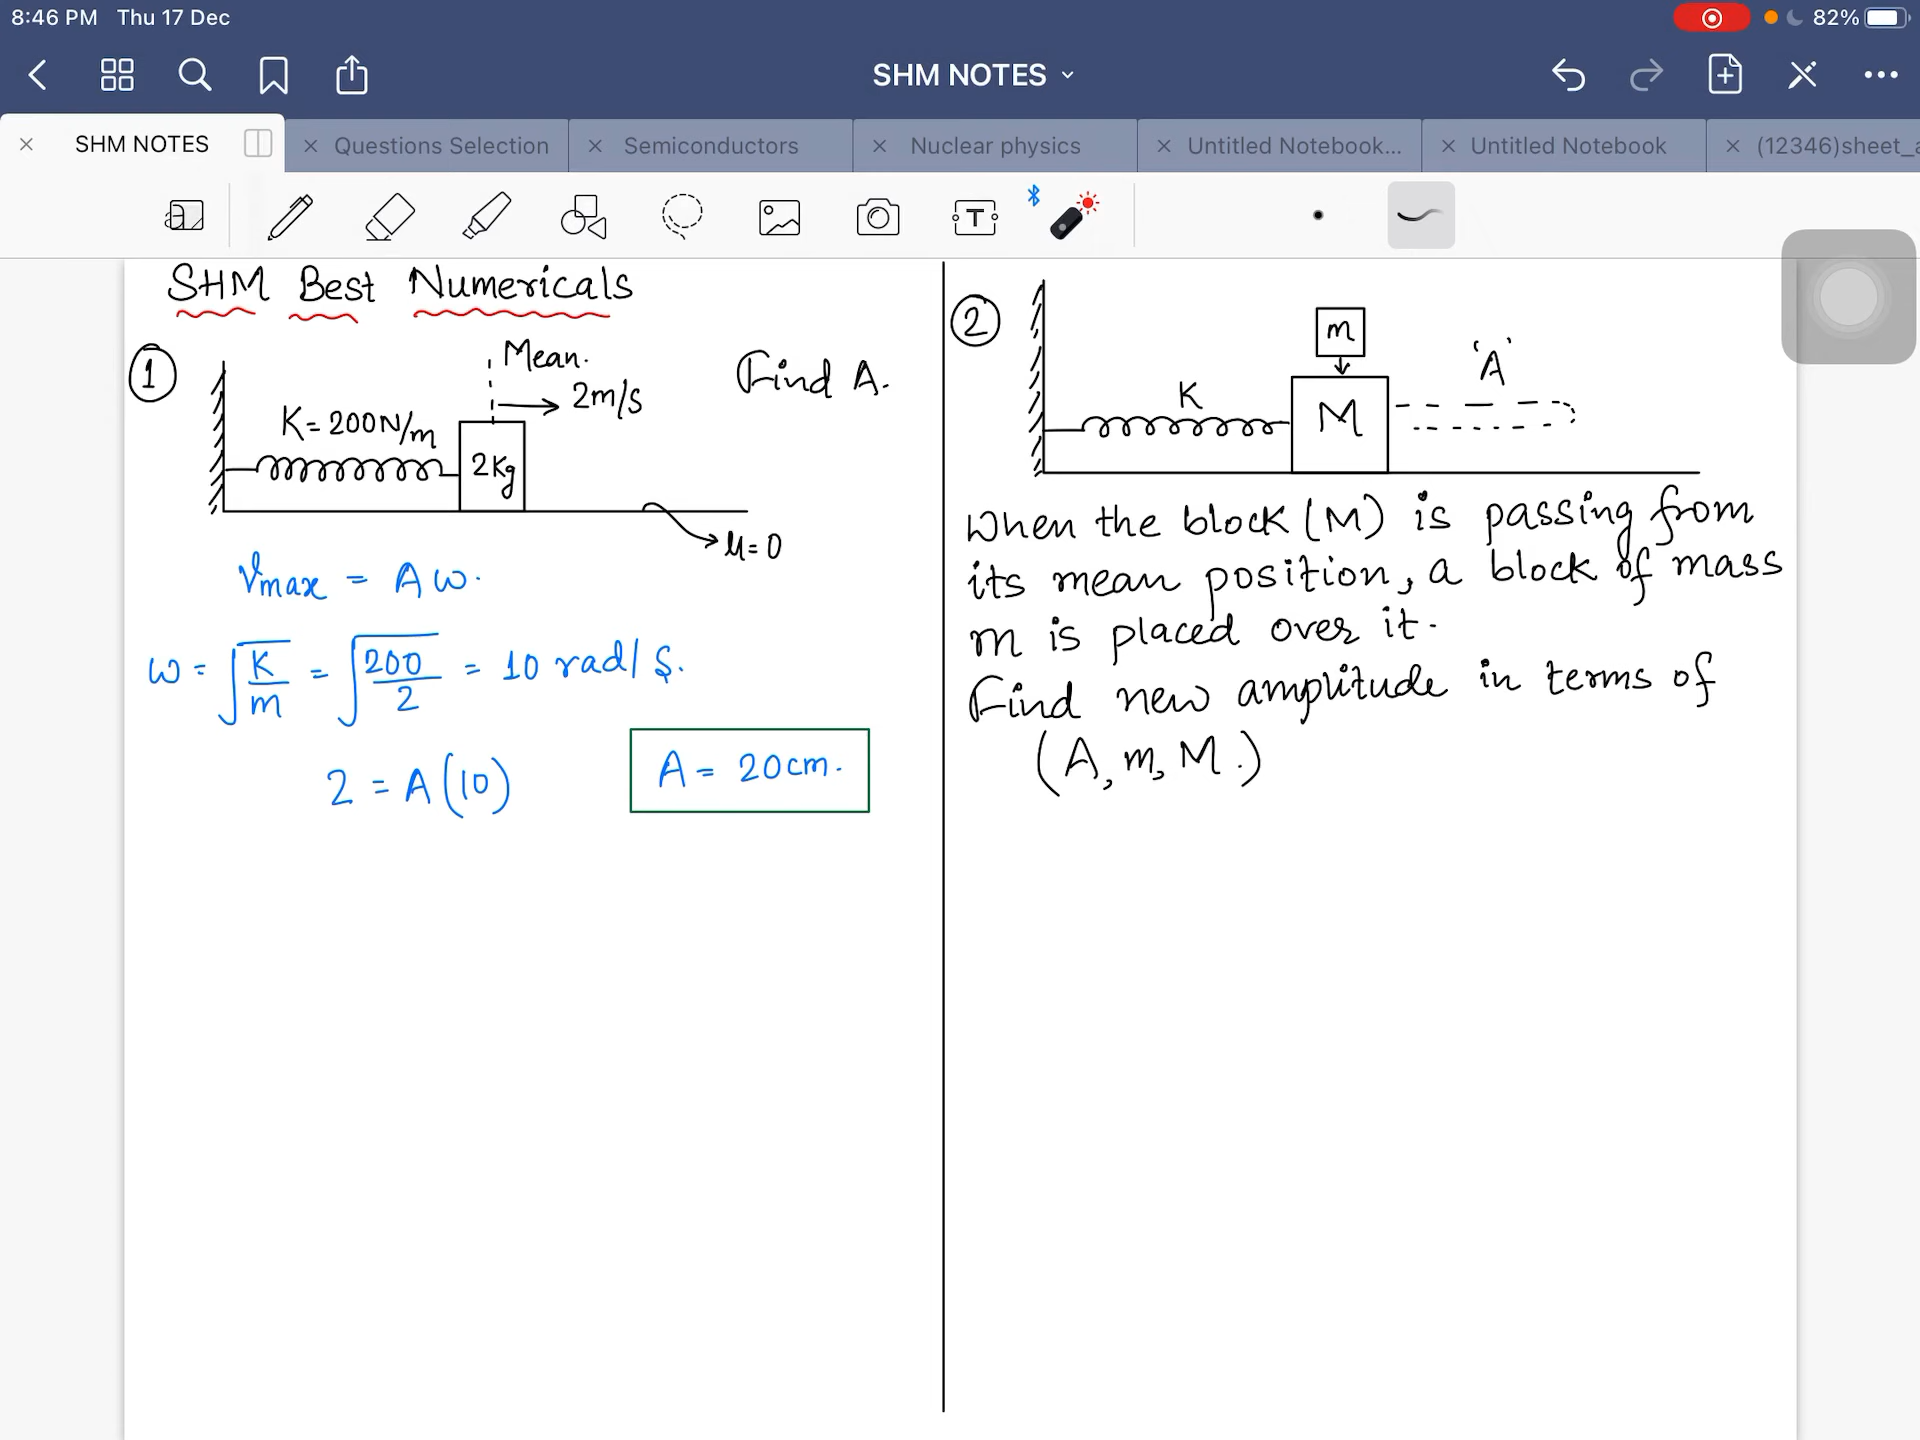 8:46 PM Thu 17 Dec
82%
SHM NOTES
SHM NOTES
Questions Selection
Semiconductors
Nuclear physics
Untitled Notebook...
Untitled Notebook
(12346)sheet_a
SHM Best Numericals
1
Mean.
2m/s
Find A.
K=200N/m
2Kg
μ=0
Vmax = Aω.
ω = √(K/m) = √(200/2) = 10 rad/s.
2 = A(10)
A = 20cm.
2
m
'A'
K
M
When the block (M) is passing from
its mean position, a block of mass
m is placed over it.
Find new amplitude in terms of
(A, m, M.)